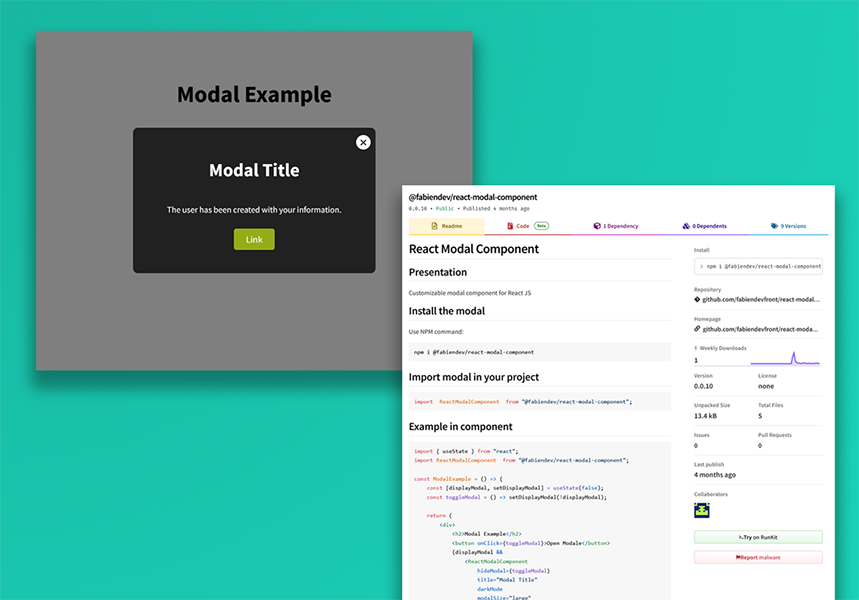 Modal Example
Modal Title
The user has been created with your information.
Link
@fabiendev/react-modal-component
0.0.10 • Public • Published 4 months ago
Readme
Code Beta
1 Dependency
0 Dependents
9 Versions
React Modal Component
Presentation
Customizable modal component for React JS
Install the modal
Use NPM command:
npm i @fabiendev/react-modal-component
Import modal in your project
import ReactModalComponent from "@fabiendev/react-modal-component";
Example in component
import { useState } from "react";
import ReactModalComponent from "@fabiendev/react-modal-component";
const ModalExample = () => {
const [displayModal, setDisplayModal] = useState(false);
const toggleModal = () => setDisplayModal(!displayModal);
return (
<div>
<h2>Modal Example</h2>
<button onClick={toggleModal}>Open Modale</button>
{displayModal &&
<ReactModalComponent
hideModal={toggleModal}
title="Modal Title"
darkMode
modalSize="large"
Install
> npm i @fabiendev/react-modal-component
Repository
github.com/fabiendevfront/react-modal...
Homepage
github.com/fabiendevfront/react-moda...
Weekly Downloads
1
Version
License
0.0.10
none
Unpacked Size
Total Files
13.4 kB
5
Issues
Pull Requests
0
0
Last publish
4 months ago
Collaborators
>.Try on RunKit
Report malware